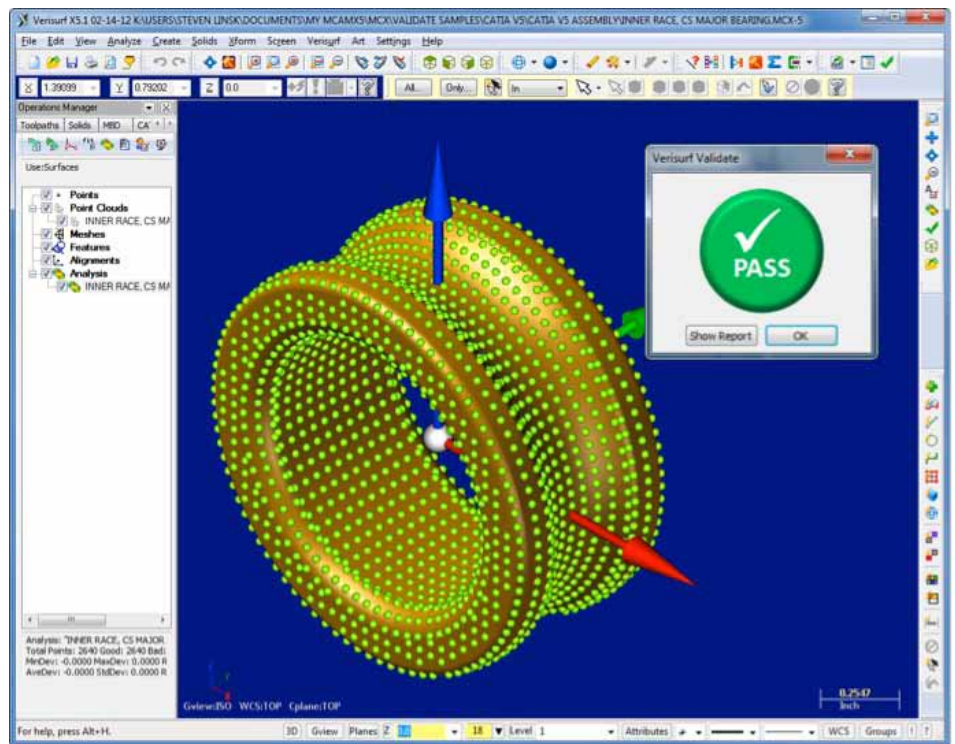 Verisurf X5.1 02-14-12 K:\USERS\STEVEN LINSK\DOCUMENTS\MY MCAMX5\MCX\VALIDATE SAMPLES\CATIA V5\CATIA V5 ASSEMBLY\INNER RACE, CS MAJOR BEARING.MCX-5
File Edit View Analyze Create Solids Xform Screen Verisurf Art Settings Help
X 1.39099 Y 0.79202 Z 0.0 All... Only... In
Operations Manager
Toolpaths Solids MBD CA
Use:Surfaces
Points
Point Clouds
INNER RACE, CS MA
Meshes
Features
Alignments
Analysis
INNER RACE, CS MA
Verisurf Validate
PASS
Show Report OK
Analysis: "INNER RACE, CS MAJOR
Total Points: 2640 Good: 2640 Bad:
MinDev: -0.0000 MaxDev: 0.0000 R
AveDev: -0.0000 StdDev: 0.0000 R
Gview:ISO WCS:TOP Cplane:TOP
0.2547
Inch
For help, press Alt+H.
3D Gview Planes Z 0.0 18 Level 1 Attributes WCS Groups ?